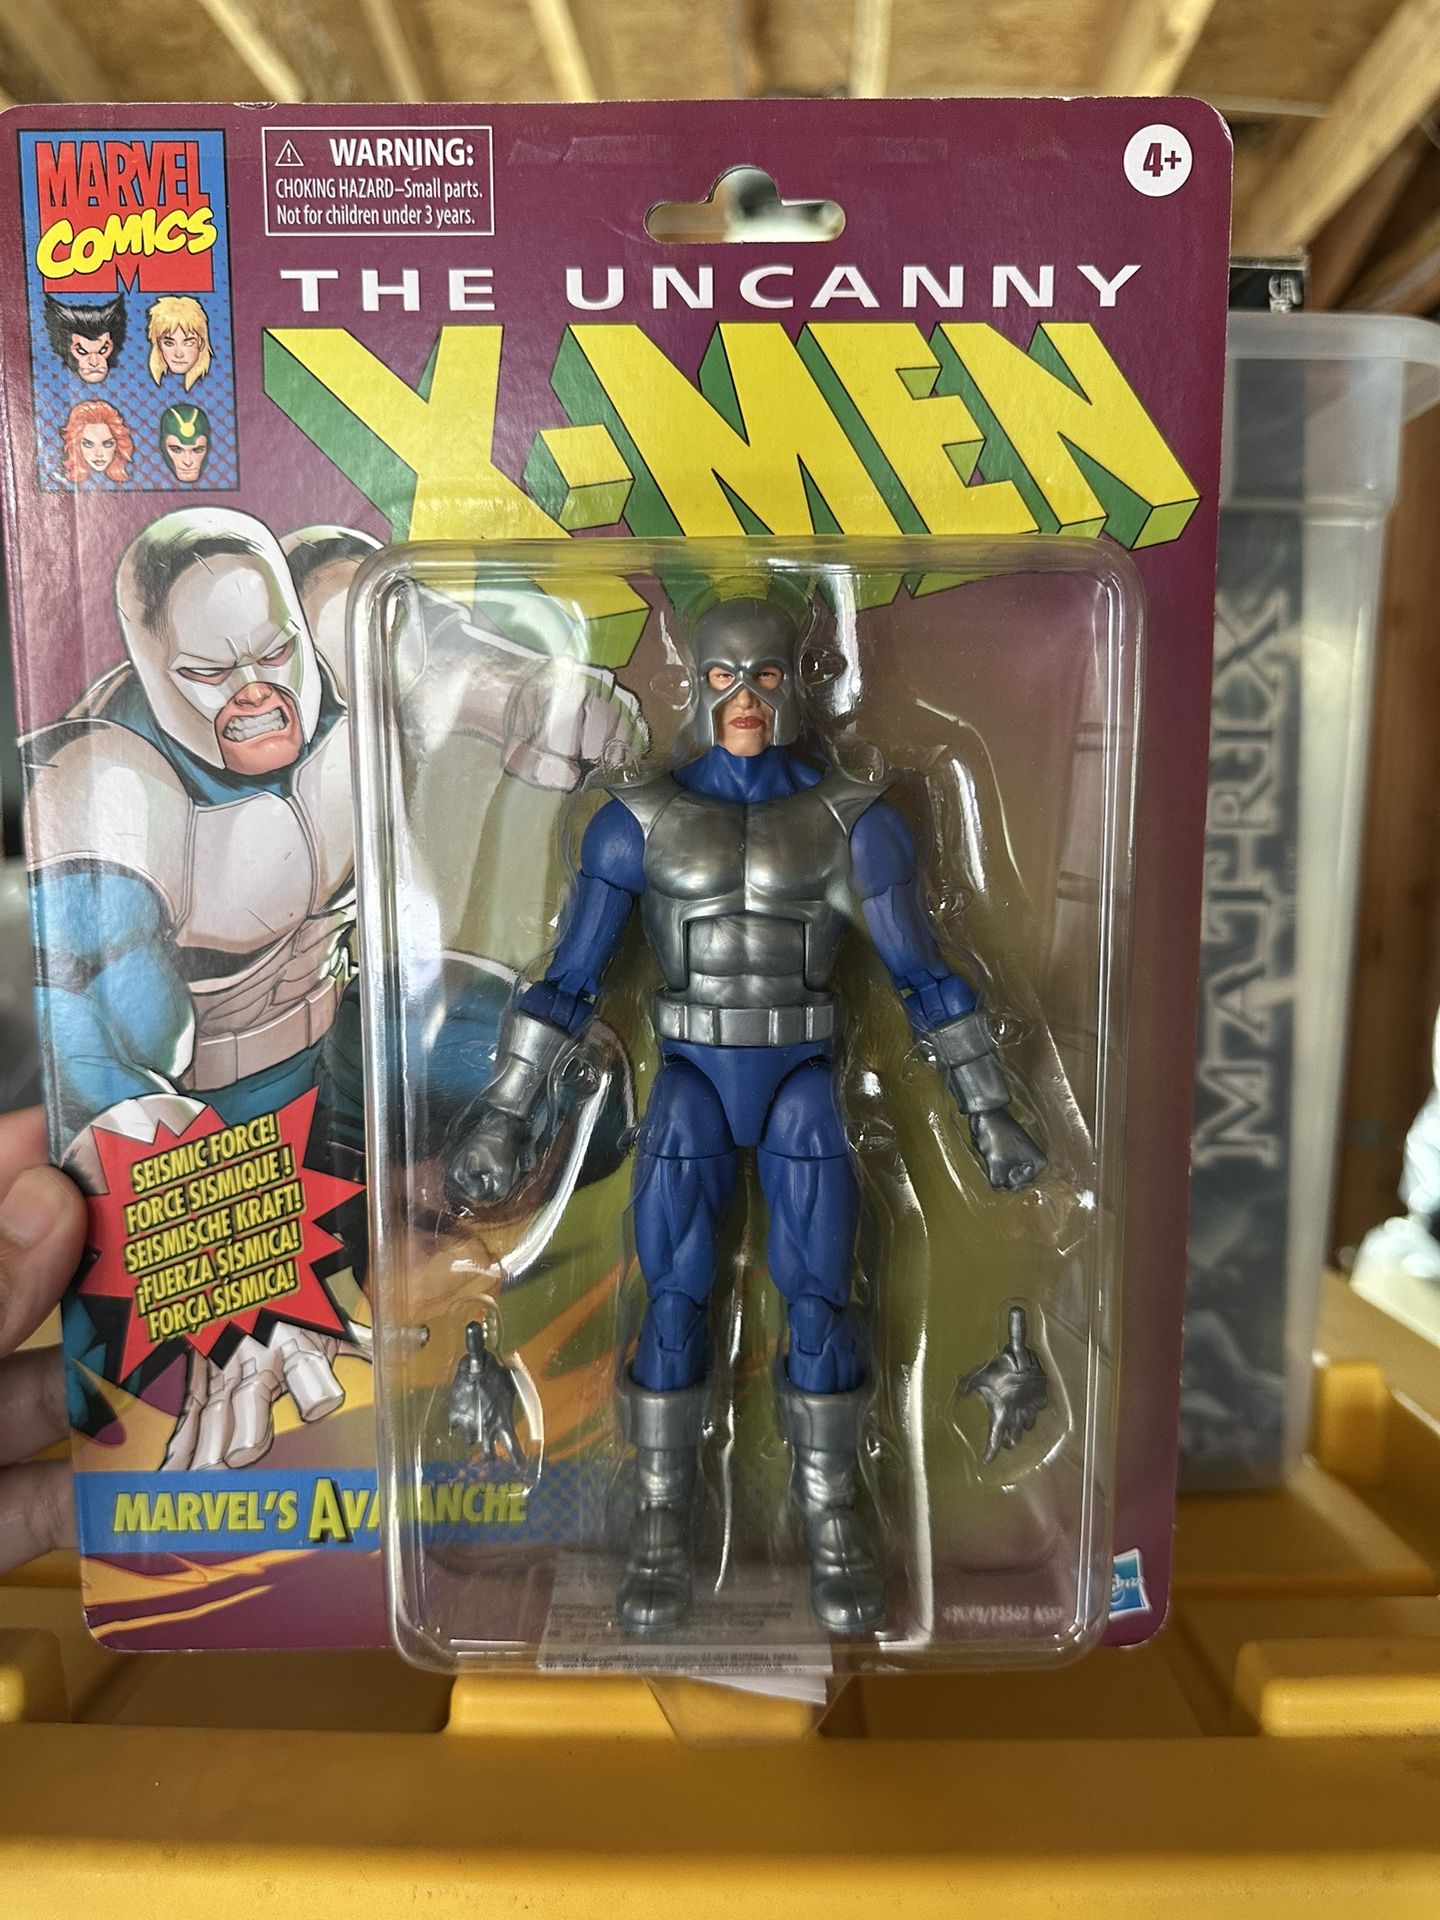 MARVEL
COMICS
WARNING:
CHOKING HAZARD–Small parts.
Not for children under 3 years.
4+
THE UNCANNY
X-MEN
SEISMIC FORCE!
FORCE SISMIQUE !
SEISMISCHE KRAFT!
¡FUERZA SÍSMICA!
FORÇA SÍSMICA!
MARVEL'S AVALANCHE
MATRIX